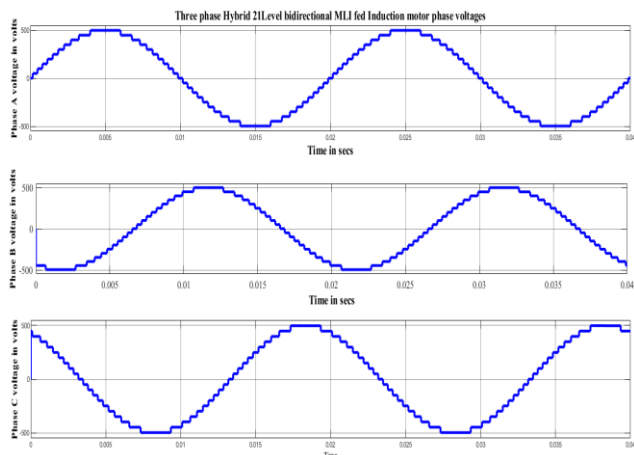 Three phase Hybrid 21Level bidirectional MLI fed Induction motor phase voltages
Phase A voltage in volts
500
0
-500
0 0.005 0.01 0.015 0.02 0.025 0.03 0.035 0.04
Time in secs
Phase B voltage in volts
500
0
-500
0 0.005 0.01 0.015 0.02 0.025 0.03 0.035 0.04
Time in secs
Phase C voltage in volts
500
0
-500
0 0.005 0.01 0.015 0.02 0.025 0.03 0.035 0.04
Time